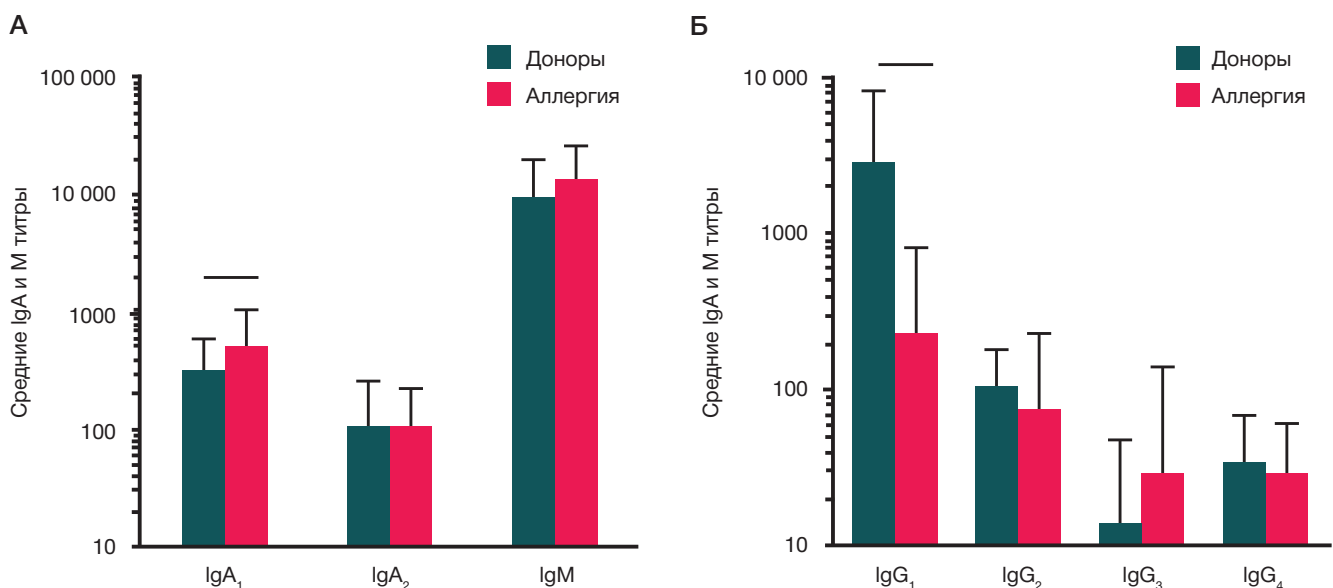 А
Доноры
Аллергия
Средние IgA и M титры
100 000
10 000
1000
100
10
IgA₁
IgA₂
IgM
Б
Доноры
Аллергия
Средние IgA и M титры
10 000
1000
100
10
IgG₁
IgG₂
IgG₃
IgG₄